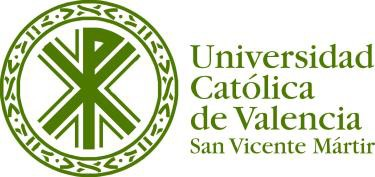 Universidad
Católica
de Valencia
San Vicente Mártir